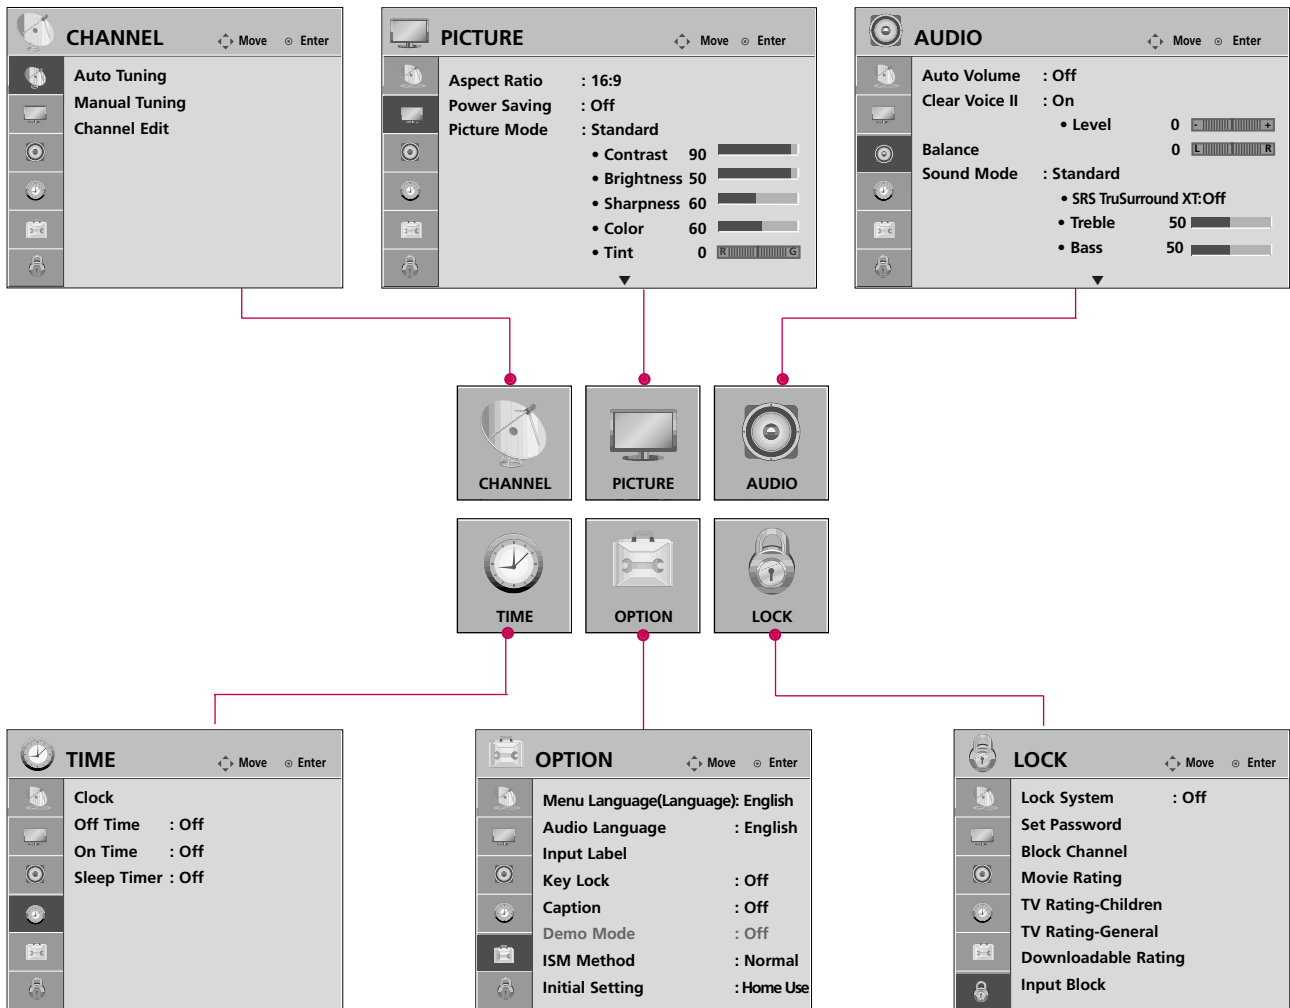 CHANNEL Move Enter
Auto Tuning
Manual Tuning
Channel Edit
PICTURE Move Enter
Aspect Ratio : 16:9
Power Saving : Off
Picture Mode : Standard
• Contrast 90
• Brightness 50
• Sharpness 60
• Color 60
• Tint 0 R G
AUDIO Move Enter
Auto Volume : Off
Clear Voice II : On
• Level 0 - +
Balance 0 L R
Sound Mode : Standard
• SRS TruSurround XT:Off
• Treble 50
• Bass 50
CHANNEL
PICTURE
AUDIO
TIME
OPTION
LOCK
TIME Move Enter
Clock
Off Time : Off
On Time : Off
Sleep Timer : Off
OPTION Move Enter
Menu Language(Language): English
Audio Language : English
Input Label
Key Lock : Off
Caption : Off
Demo Mode : Off
ISM Method : Normal
Initial Setting : Home Use
LOCK Move Enter
Lock System : Off
Set Password
Block Channel
Movie Rating
TV Rating-Children
TV Rating-General
Downloadable Rating
Input Block